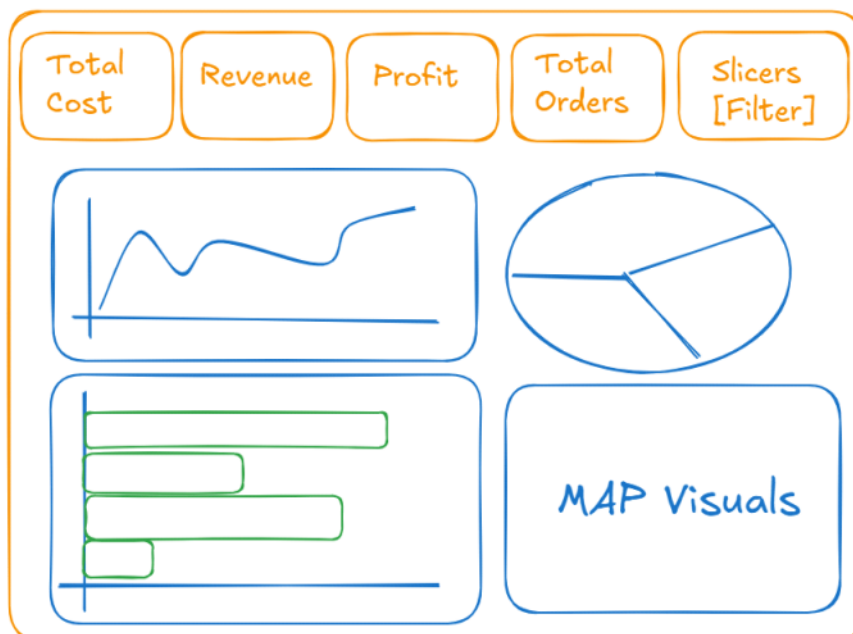 Total
Cost
Revenue
Profit
Total
Orders
Slicers
[Filter]
MAP Visuals